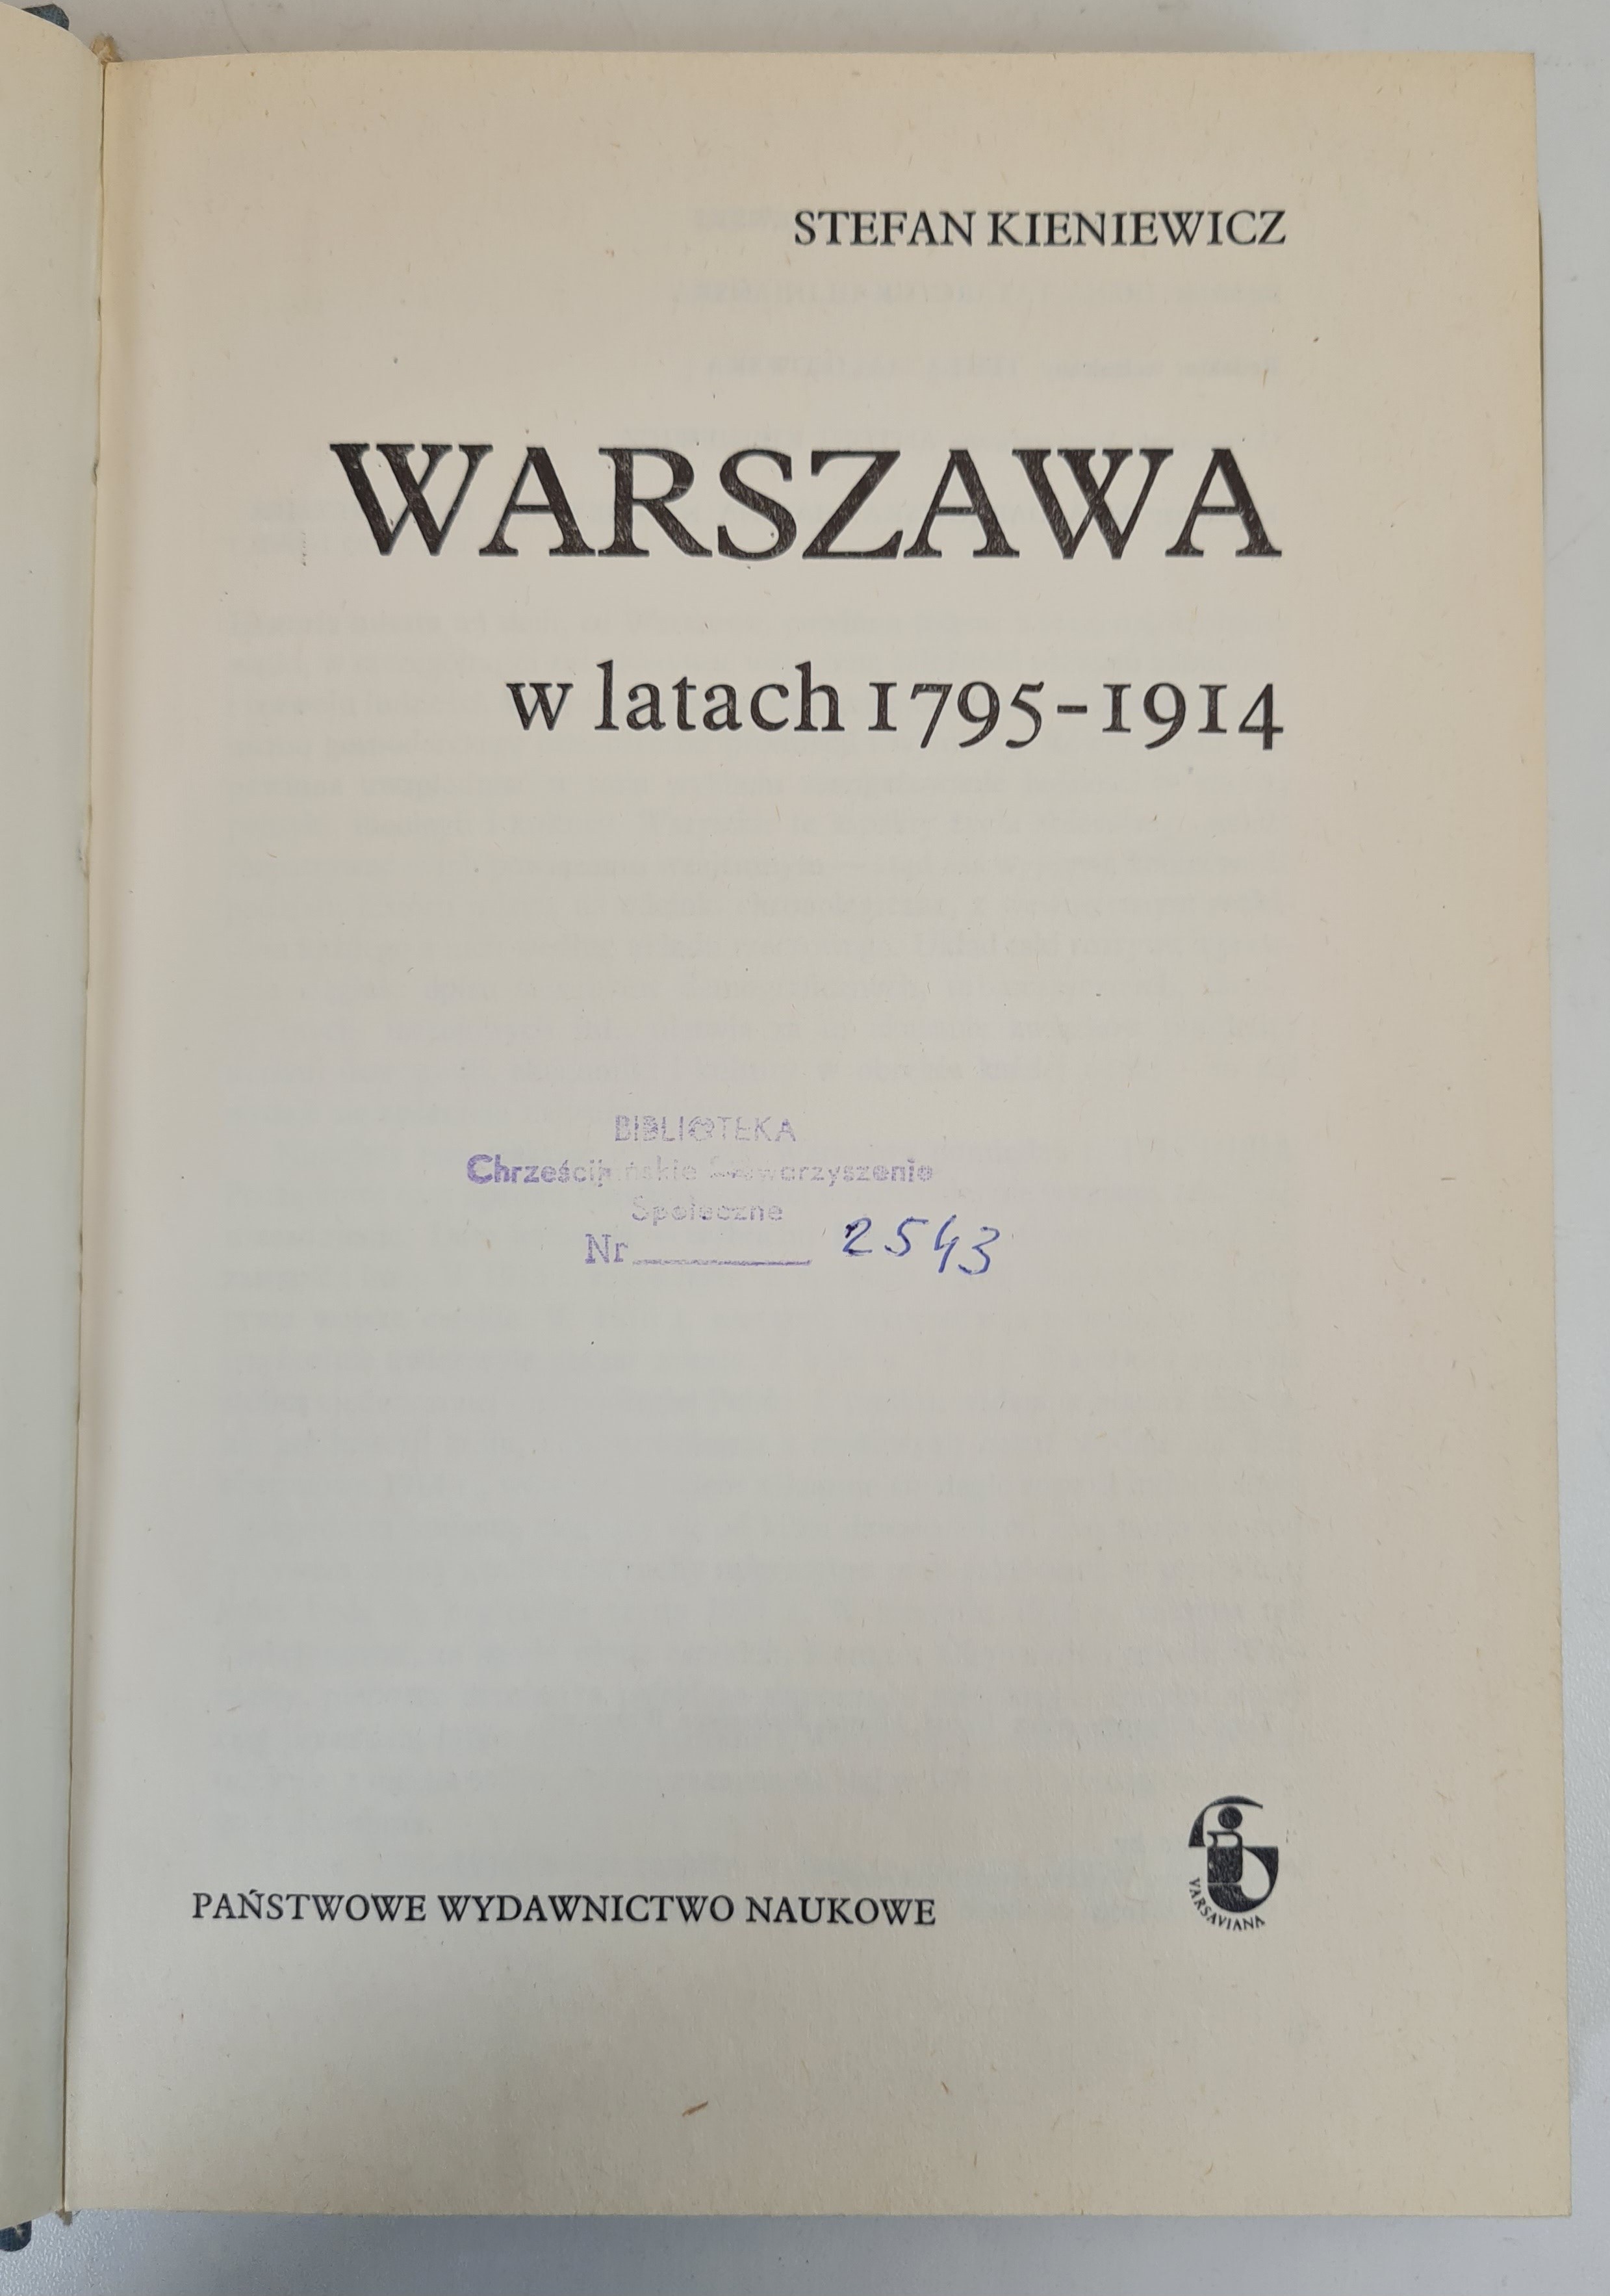 STEFAN KIENIEWICZ
WARSZAWA
w latach 1795-1914
BIBLIOTEKA
Chrześcijańskie Stowarzyszenie
Społeczne
Nr 2543
PAŃSTWOWE WYDAWNICTWO NAUKOWE
VARSAVIANA